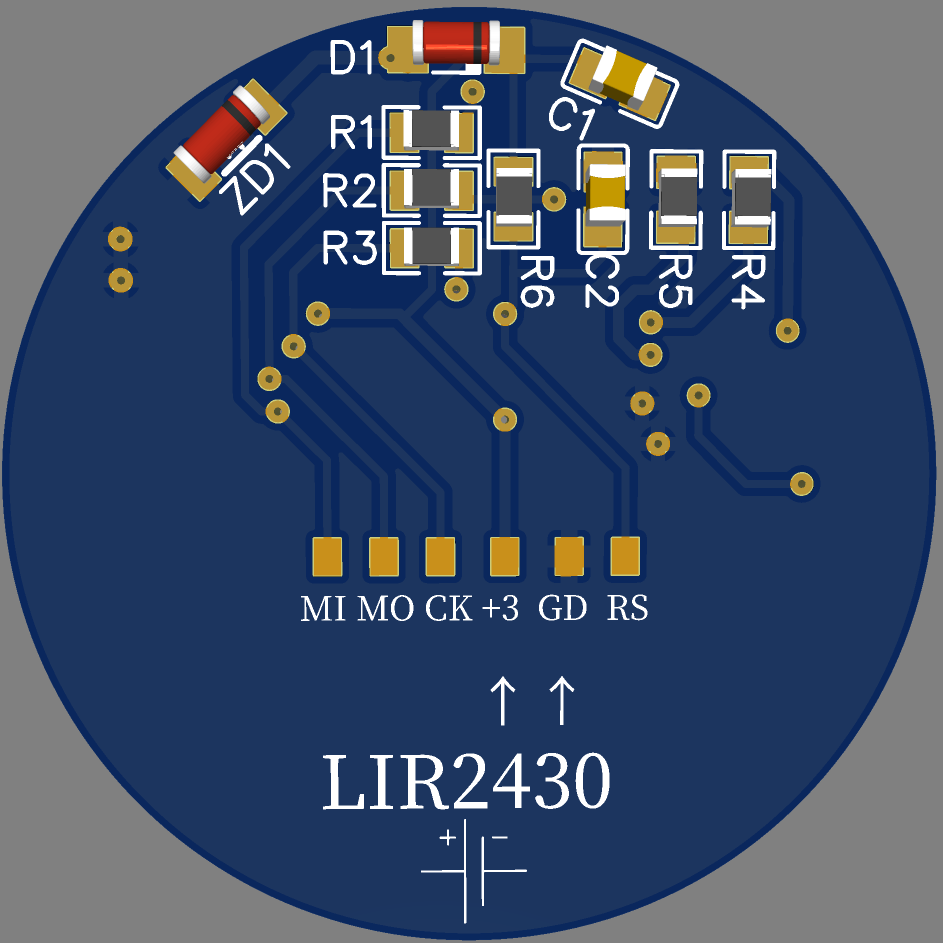 D1
C1
R1
ZD1
R2
R3
R6 C2 R5 R4
MI MO CK +3 GD RS
↑ ↑
LIR2430
+ −